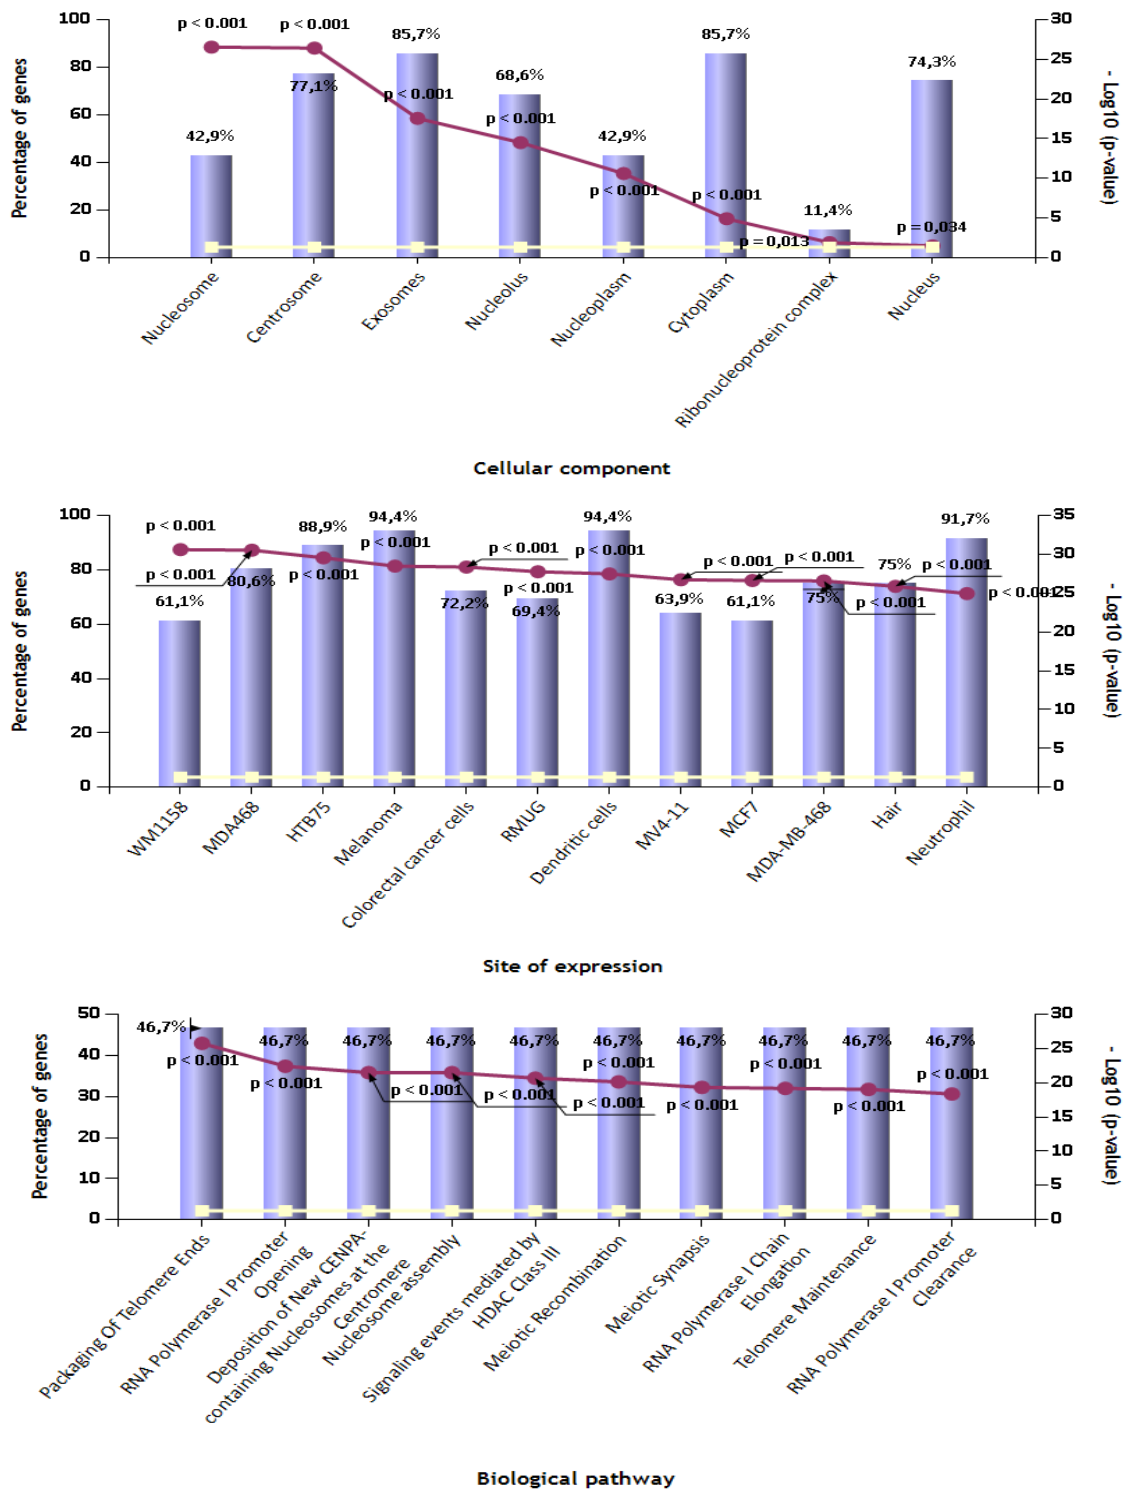 100
80
60
40
20
0
Percentage of genes
30
25
20
15
10
5
0
- Log10 (p-value)
p < 0.001
p < 0.001
85,7%
85,7%
74,3%
77,1%
p < 0.001
68,6%
p < 0.001
42,9%
42,9%
p < 0.001
p < 0.001
11,4%
p = 0,013
p = 0,034
Nucleosome
Centrosome
Exosomes
Nucleolus
Nucleoplasm
Cytoplasm
Ribonucleoprotein complex
Nucleus
Cellular component
100
80
60
40
20
0
Percentage of genes
35
30
25
20
15
10
5
0
- Log10 (p-value)
p < 0.001
88,9%
94,4%
94,4%
91,7%
p < 0.001
p < 0.001
p < 0.001
p < 0.001
p < 0.001
75%
p < 0.001
p < 0.001
80,6%
p < 0.001
p < 0.001
p < 0.001
61,1%
72,2%
69,4%
63,9%
61,1%
75%
p < 0.001
WM1158
MDA468
HTB75
Melanoma
Colorectal cancer cells
RMUG
Dendritic cells
MV4-11
MCF7
MDA-MB-468
Hair
Neutrophil
Site of expression
50
40
30
20
10
0
Percentage of genes
30
25
20
15
10
5
0
- Log10 (p-value)
46,7%
46,7%
46,7%
46,7%
46,7%
46,7%
46,7%
46,7%
46,7%
46,7%
p < 0.001
p < 0.001
p < 0.001
p < 0.001
p < 0.001
p < 0.001
p < 0.001
p < 0.001
p < 0.001
p < 0.001
Packaging Of Telomere Ends
RNA Polymerase I Promoter
Opening
Deposition of New CENPA-
containing Nucleosomes at the
Centromere
Nucleosome assembly
Signaling events mediated by
HDAC Class III
Meiotic Recombination
Meiotic Synapsis
RNA Polymerase I Chain
Elongation
Telomere Maintenance
RNA Polymerase I Promoter
Clearance
Biological pathway